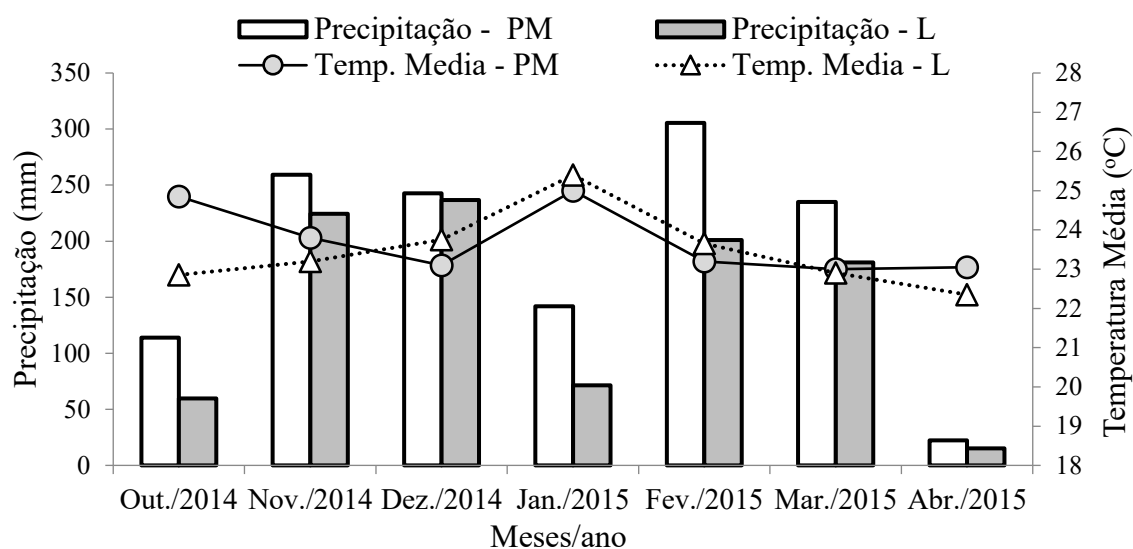 Precipitação - PM
Precipitação - L
Temp. Media - PM
Temp. Media - L
Precipitação (mm)
350
300
250
200
150
100
50
0
Temperatura Média (ºC)
28
27
26
25
24
23
22
21
20
19
18
Out./2014 Nov./2014 Dez./2014 Jan./2015 Fev./2015 Mar./2015 Abr./2015
Meses/ano